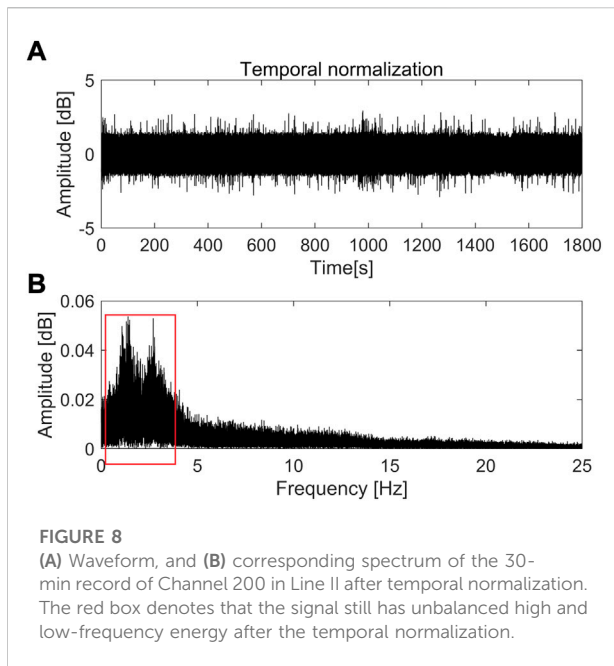 A
Temporal normalization
5
0
-5
Amplitude [dB]
0 200 400 600 800 1000 1200 1400 1600 1800
Time[s]
B
0.06
0.04
0.02
0
Amplitude [dB]
0 5 10 15 20 25
Frequency [Hz]
FIGURE 8
(A) Waveform, and (B) corresponding spectrum of the 30-
min record of Channel 200 in Line II after temporal normalization.
The red box denotes that the signal still has unbalanced high and
low-frequency energy after the temporal normalization.